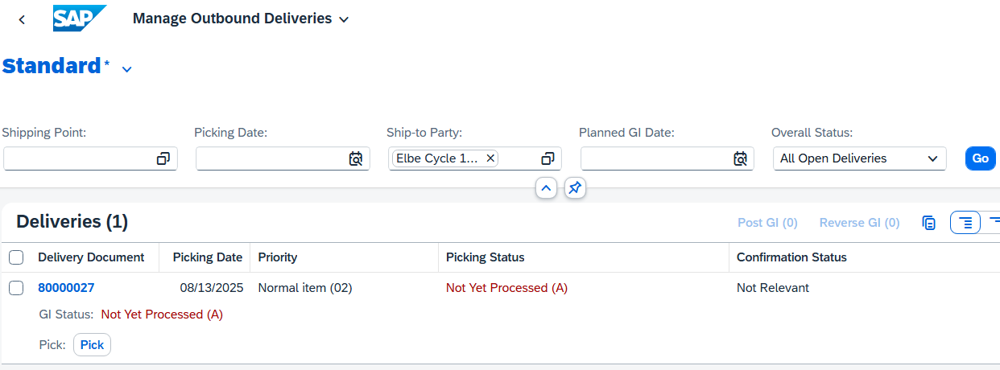 SAP Manage Outbound Deliveries
Standard *
Shipping Point: Picking Date: Ship-to Party: Planned GI Date: Overall Status:
Elbe Cycle 1... All Open Deliveries Go
Deliveries (1) Post GI (0) Reverse GI (0)
Delivery Document Picking Date Priority Picking Status Confirmation Status
80000027 08/13/2025 Normal item (02) Not Yet Processed (A) Not Relevant
GI Status: Not Yet Processed (A)
Pick: Pick